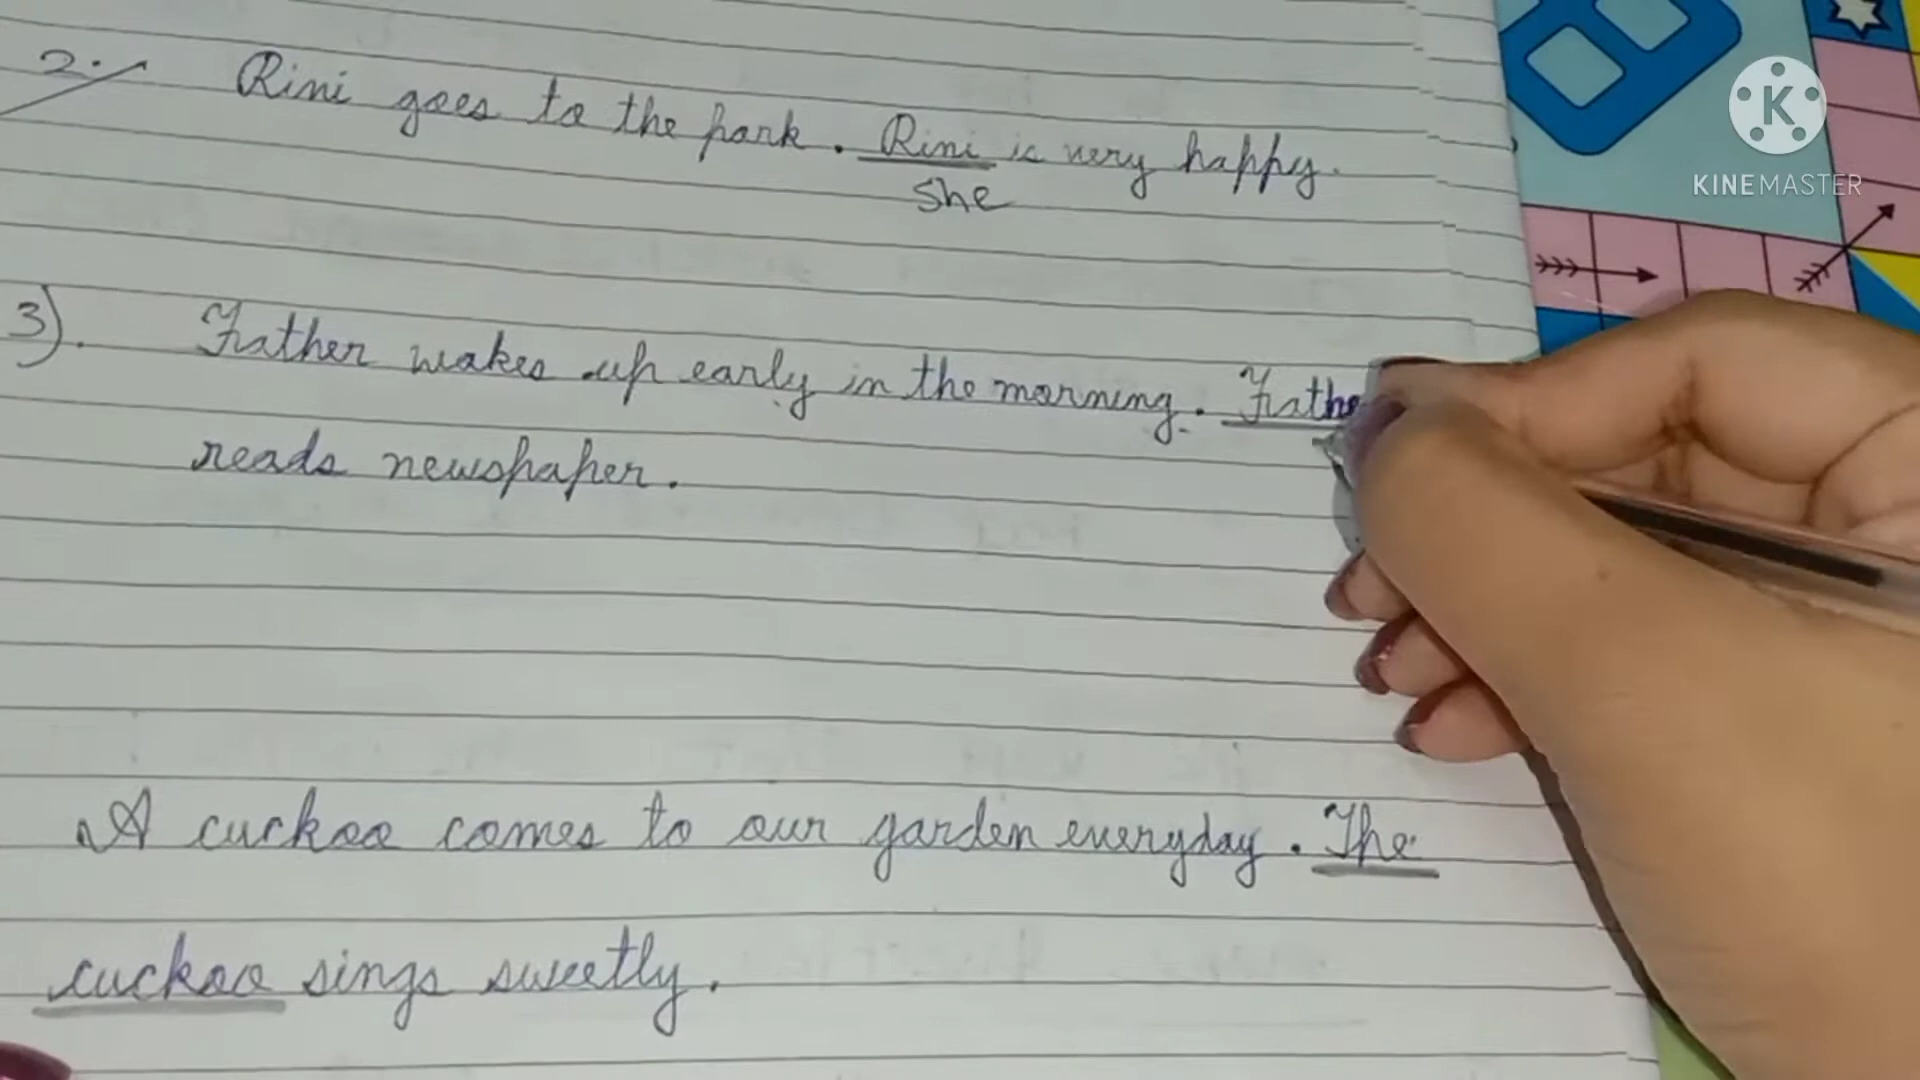 2. Rini goes to the park. Rini is very happy.
she
3). Father wakes up early in the morning.
reads newspaper.
A cuckoo comes to our garden everyday. The
cuckoo sings sweetly.
K
KINEMASTER